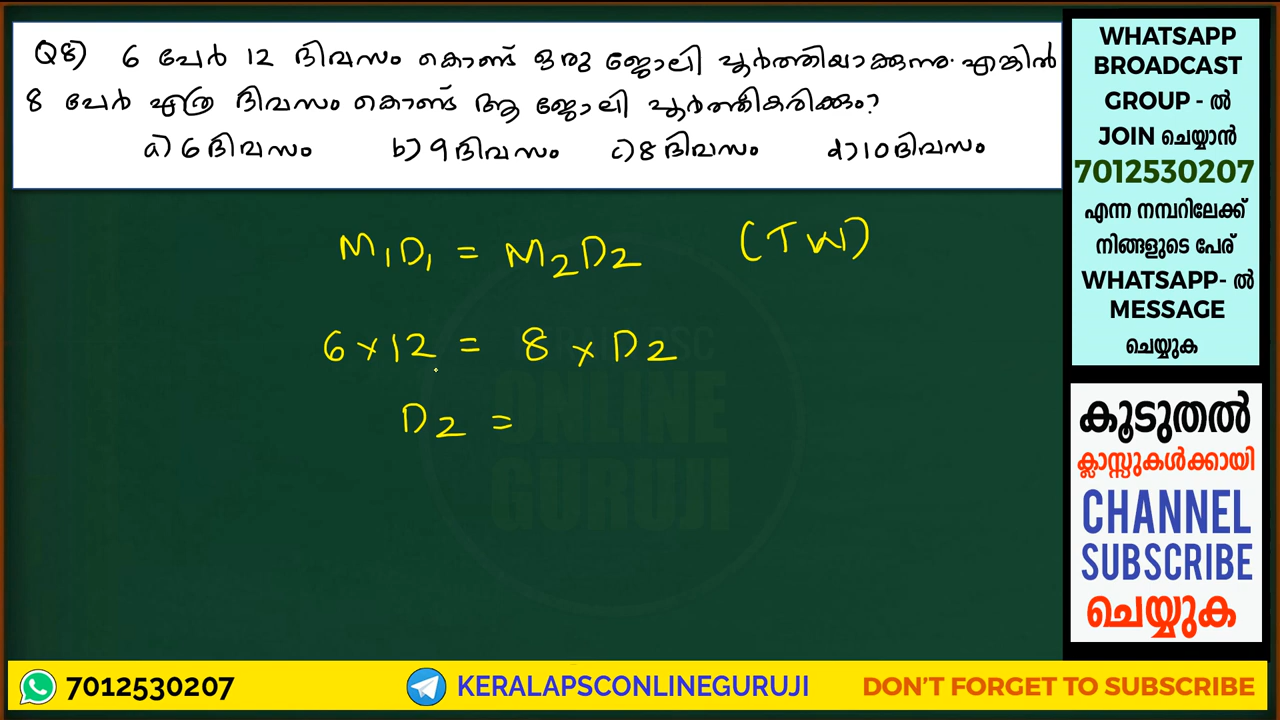 Q8) 6 പേർ 12 ദിവസം കൊണ്ട് ഒരു ജോലി പൂർത്തിയാക്കുന്നു. എങ്കിൽ
8 പേർ എത്ര ദിവസം കൊണ്ട് ആ ജോലി പൂർത്തീകരിക്കും?
a) 6 ദിവസം b) 9 ദിവസം c) 8 ദിവസം d) 10 ദിവസം
M1D1 = M2D2 (TW)
6 x 12 = 8 x D2
D2 =
ONLINE
GURUJI
WHATSAPP
BROADCAST
GROUP - ൽ
JOIN ചെയ്യാൻ
7012530207
എന്ന നമ്പറിലേക്ക്
നിങ്ങളുടെ പേര്
WHATSAPP- ൽ
MESSAGE
ചെയ്യുക
കൂടുതൽ
ക്ലാസ്സുകൾക്കായി
CHANNEL
SUBSCRIBE
ചെയ്യുക
7012530207 KERALAPSCONLINEGURUJI DON'T FORGET TO SUBSCRIBE